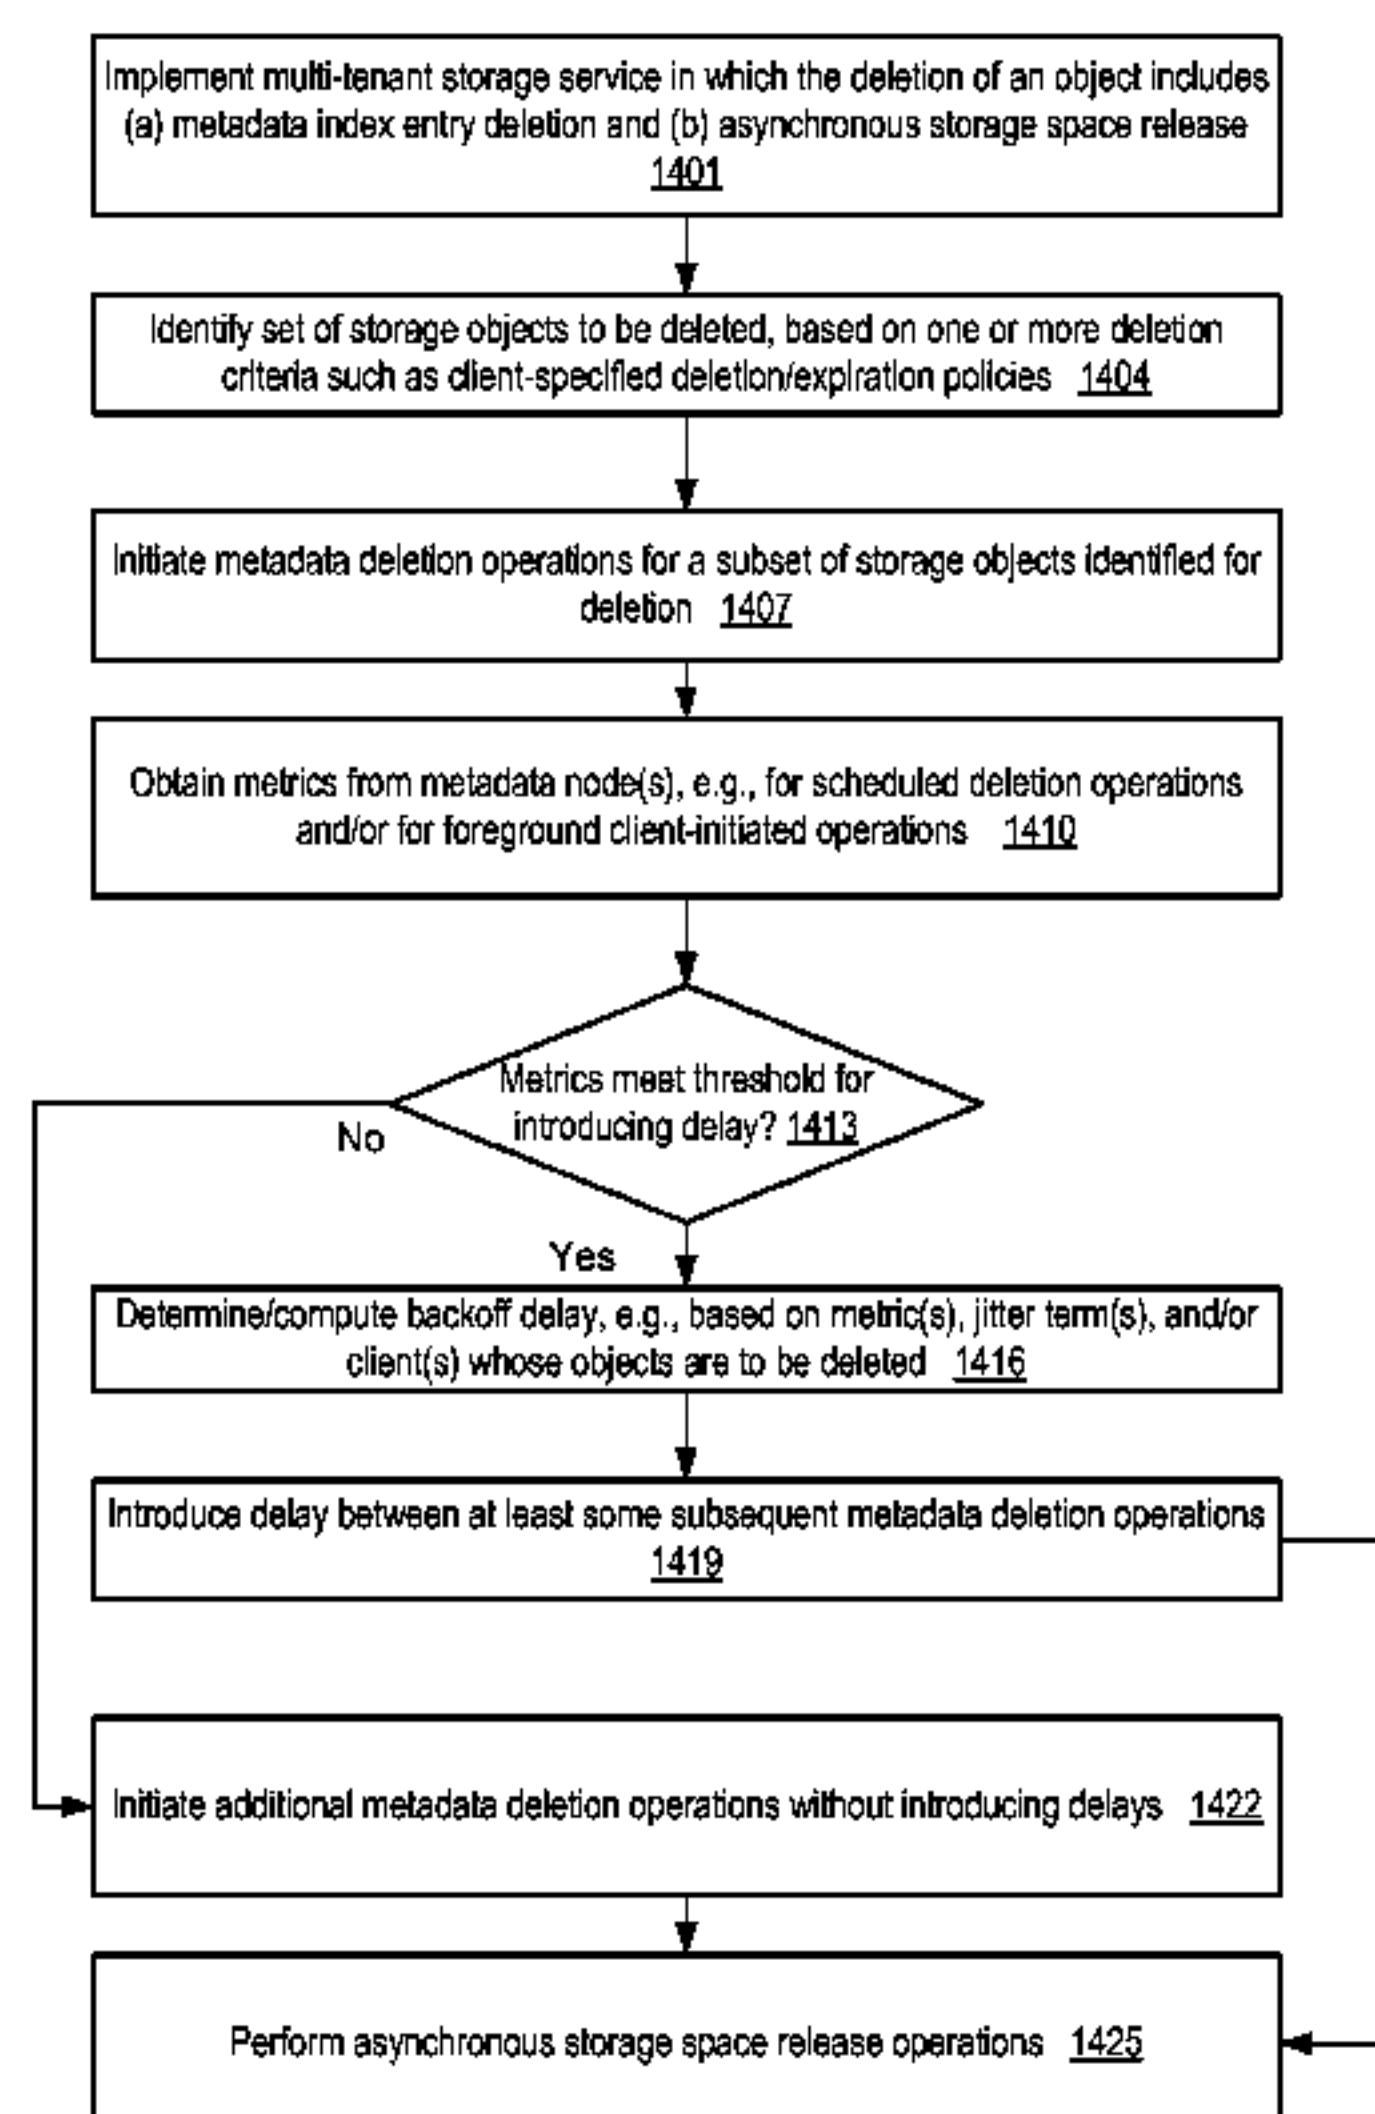 Implement multi-tenant storage service in which the deletion of an object includes
(a) metadata index entry deletion and (b) asynchronous storage space release
1401
Identify set of storage objects to be deleted, based on one or more deletion
criteria such as client-specified deletion/expiration policies 1404
Initiate metadata deletion operations for a subset of storage objects identified for
deletion 1407
Obtain metrics from metadata node(s), e.g., for scheduled deletion operations
and/or for foreground client-initiated operations 1410
Metrics meet threshold for
introducing delay? 1413
No
Yes
Determine/compute backoff delay, e.g., based on metric(s), jitter term(s), and/or
client(s) whose objects are to be deleted 1416
Introduce delay between at least some subsequent metadata deletion operations
1419
Initiate additional metadata deletion operations without introducing delays 1422
Perform asynchronous storage space release operations 1425